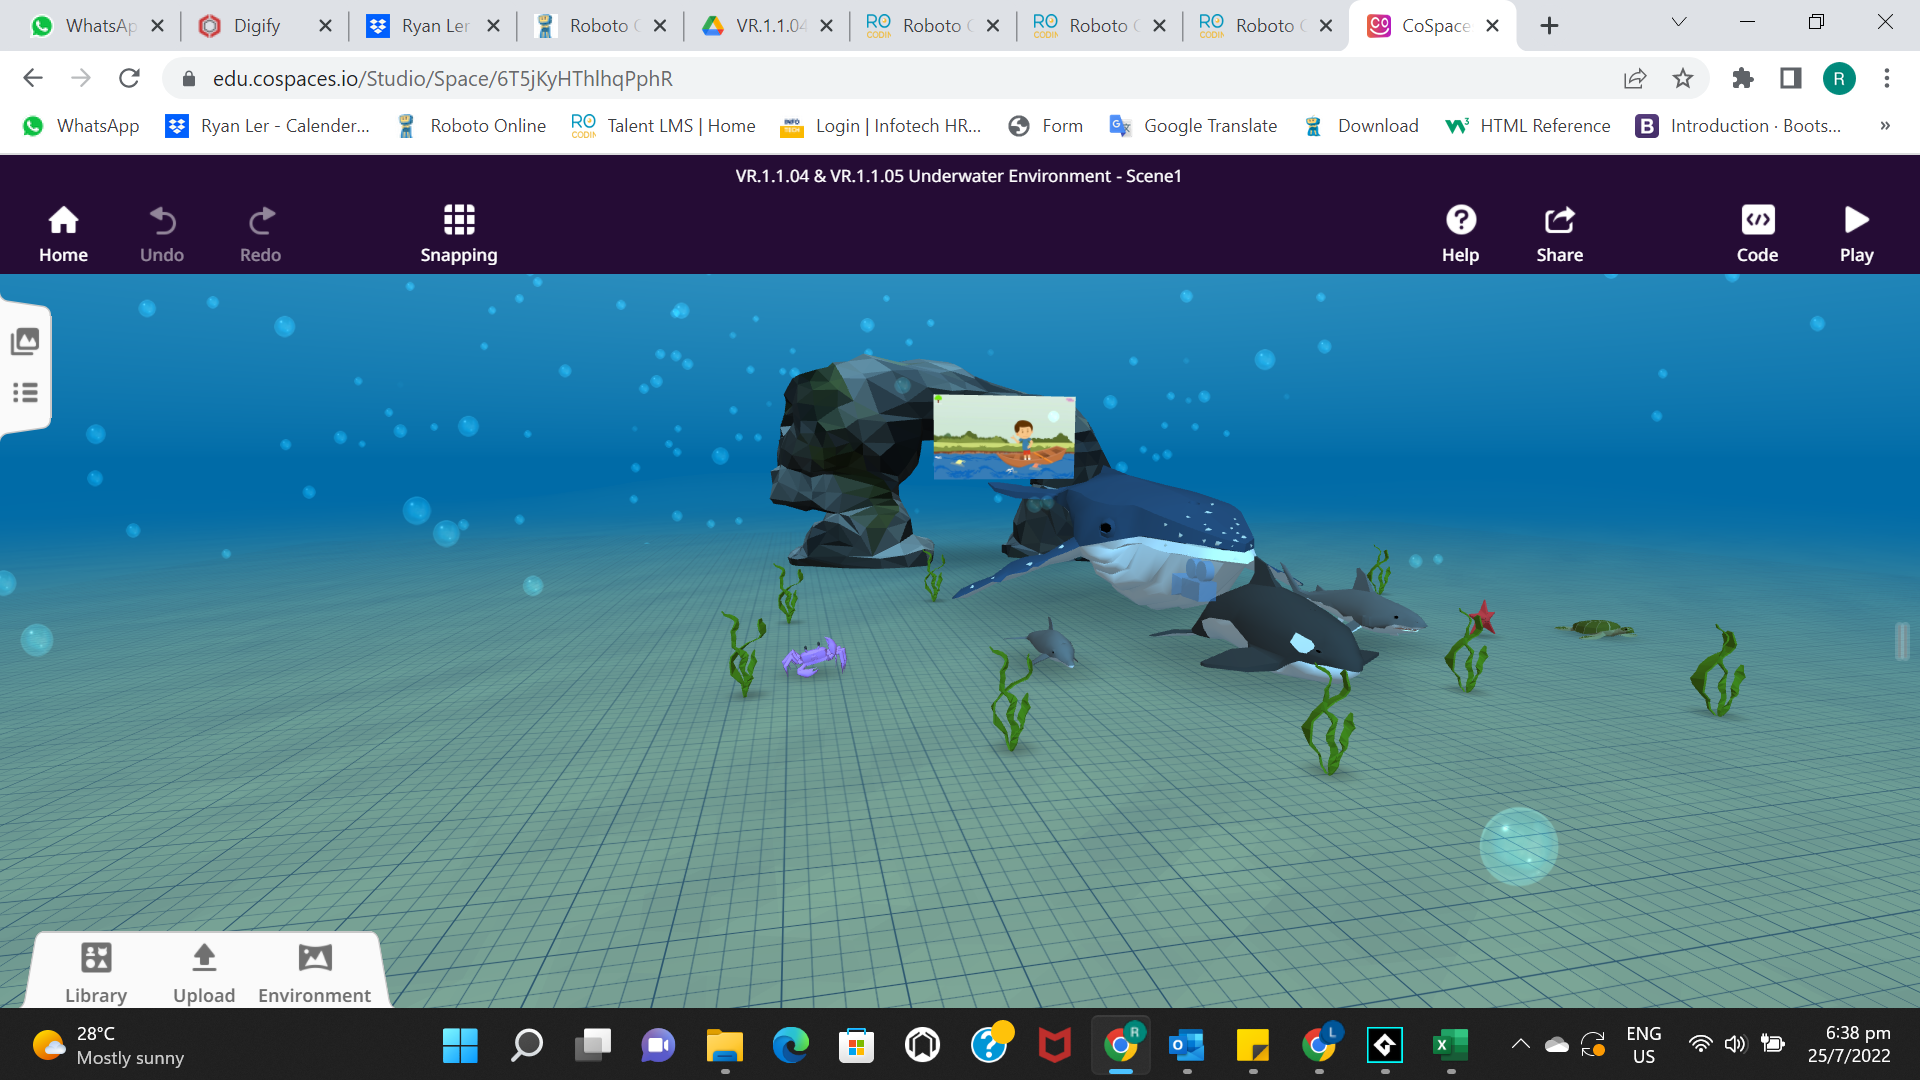 WhatsAp
Digify
Ryan Ler
Roboto
VR.1.1.04
Roboto
Roboto
Roboto
CoSpace
edu.cospaces.io/Studio/Space/6T5jKyHThlhqPphR
R
WhatsApp
Ryan Ler - Calender...
Roboto Online
Talent LMS | Home
Login | Infotech HR...
Form
Google Translate
Download
HTML Reference
Introduction · Boots...
»
VR.1.1.04 & VR.1.1.05 Underwater Environment - Scene1
Home
Undo
Redo
Snapping
Help
Share
Code
Play
Library
Upload
Environment
28°C
Mostly sunny
ENG
US
6:38 pm
25/7/2022